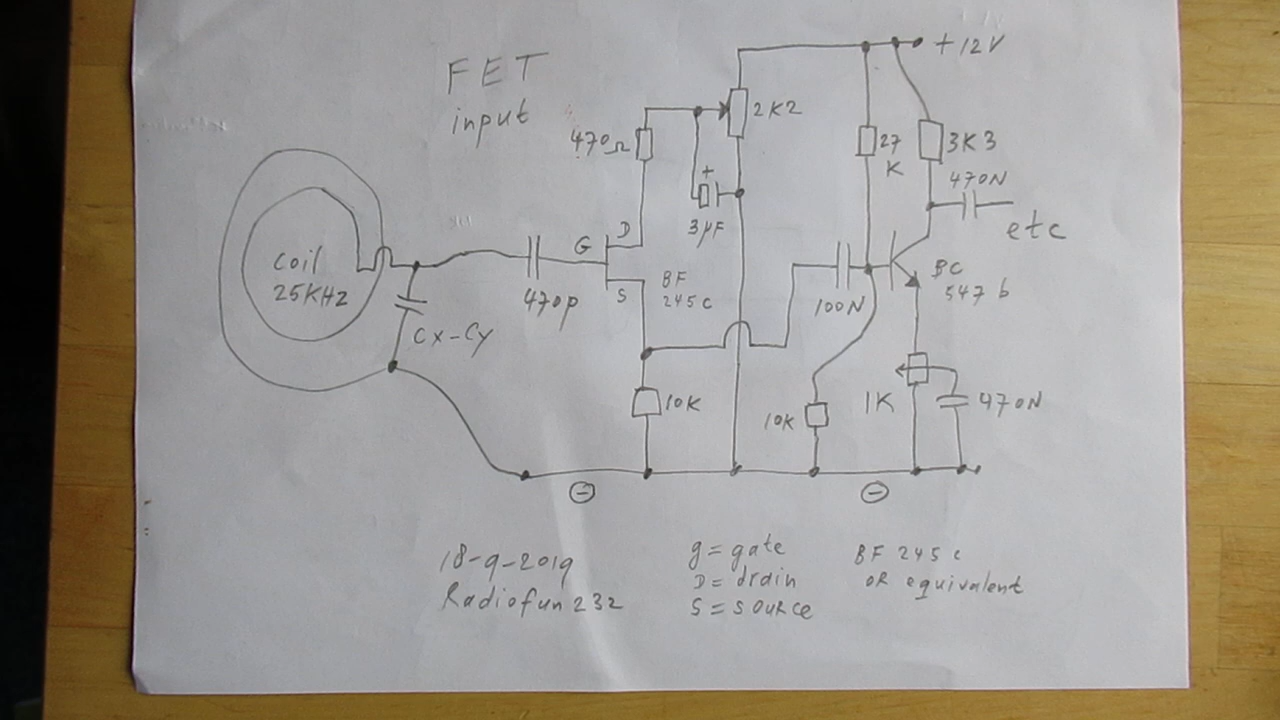 FET
input
+12V
2K2
470Ω
27
K
3K3
470N
etc
+
3µF
G
D
S
BF
245c
Coil
25KHz
470p
Cx-Cy
100N
BC
547b
10K
10K
1K
470N
⊖
⊖
18-9-2019
Radiofun232
g=gate
D=drain
S=source
BF 245c
OR equivalent